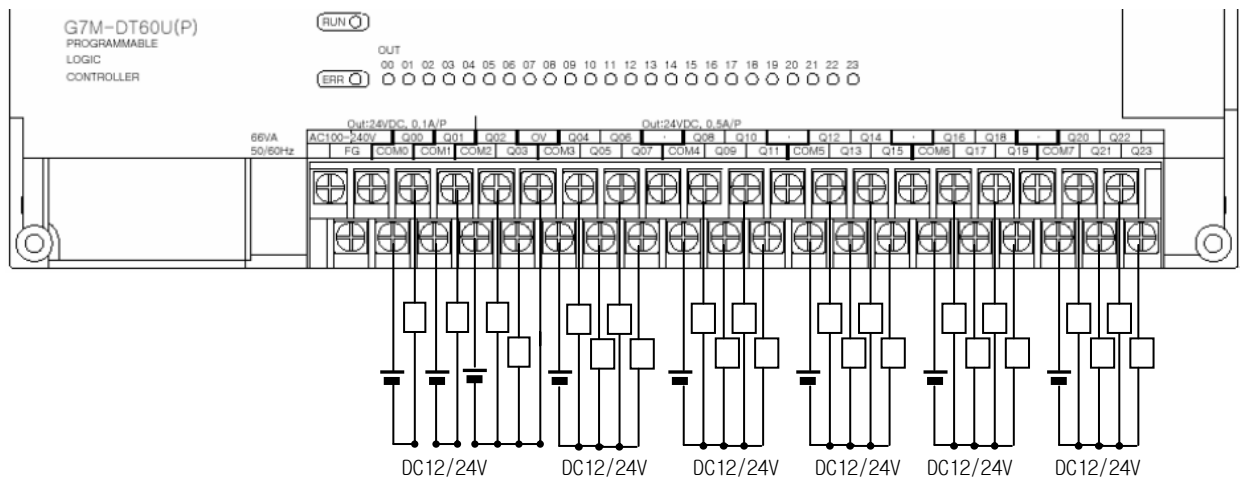 G7M-DT60U(P)
PROGRAMMABLE
LOGIC
CONTROLLER
RUN
ERR
OUT
00 01 02 03 04 05 06 07 08 09 10 11 12 13 14 15 16 17 18 19 20 21 22 23
Out:24VDC, 0.1A/P Out:24VDC, 0.5A/P
66VA
50/60Hz
AC100-240V Q00 Q01 Q02 0V Q04 Q06 · Q08 Q10 · Q12 Q14 · Q16 Q18 · Q20 Q22
FG COM0 COM1 COM2 Q03 COM3 Q05 Q07 COM4 Q09 Q11 COM5 Q13 Q15 COM6 Q17 Q19 COM7 Q21 Q23
DC12/24V DC12/24V DC12/24V DC12/24V DC12/24V DC12/24V